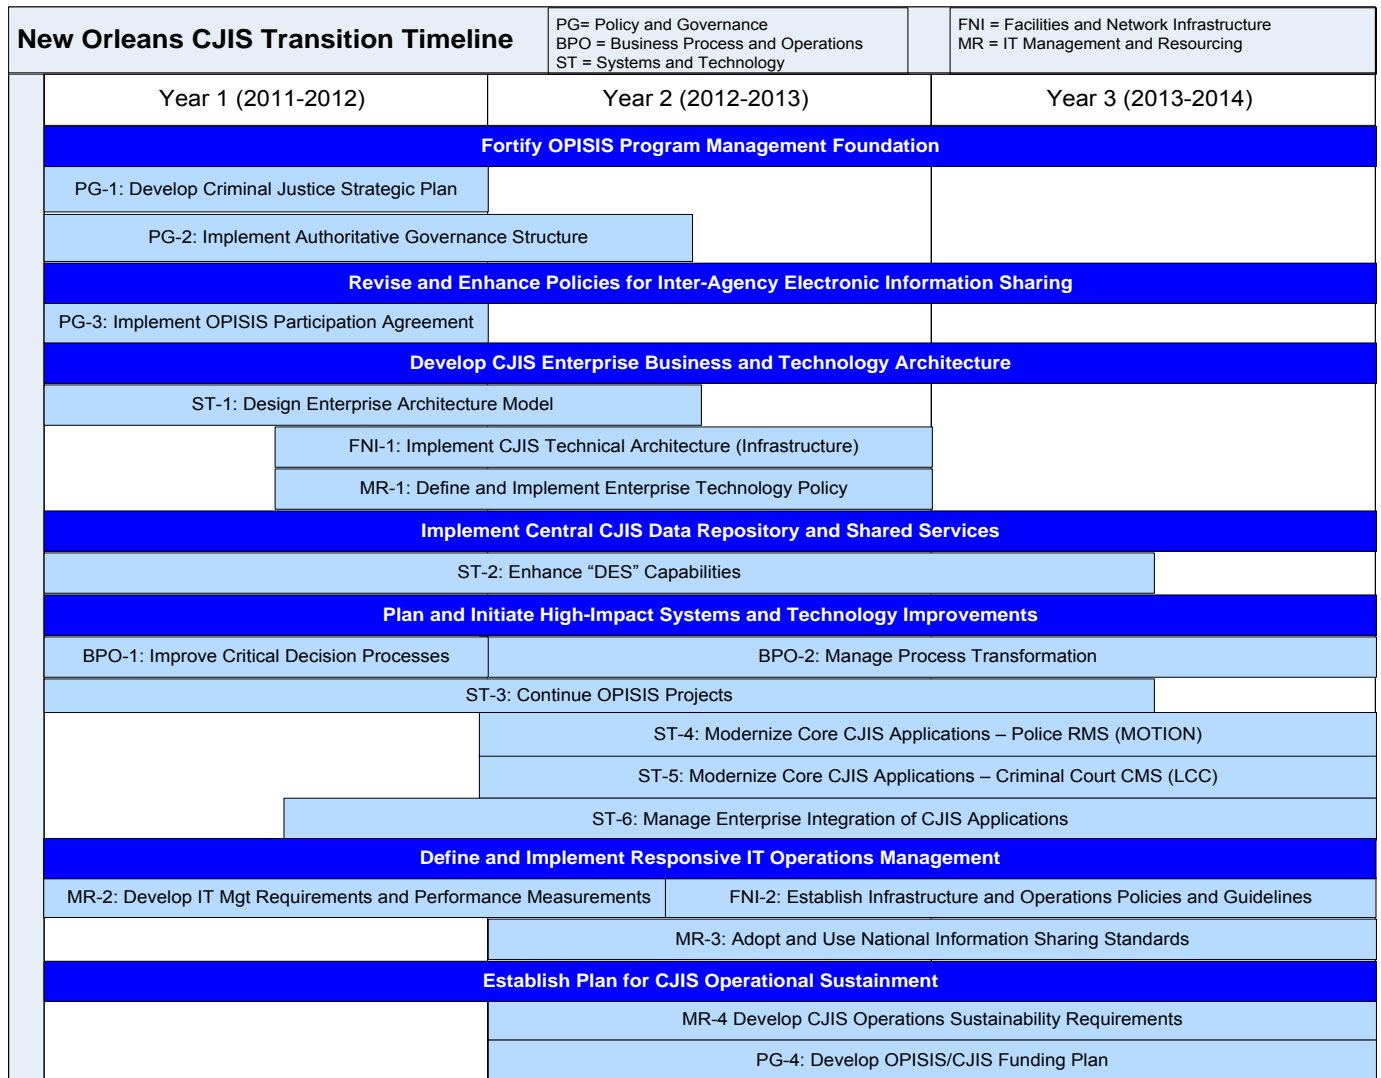 New Orleans CJIS Transition Timeline
PG= Policy and Governance
BPO = Business Process and Operations
ST = Systems and Technology
FNI = Facilities and Network Infrastructure
MR = IT Management and Resourcing
Year 1 (2011-2012)
Year 2 (2012-2013)
Year 3 (2013-2014)
Fortify OPISIS Program Management Foundation
PG-1: Develop Criminal Justice Strategic Plan
PG-2: Implement Authoritative Governance Structure
Revise and Enhance Policies for Inter-Agency Electronic Information Sharing
PG-3: Implement OPISIS Participation Agreement
Develop CJIS Enterprise Business and Technology Architecture
ST-1: Design Enterprise Architecture Model
FNI-1: Implement CJIS Technical Architecture (Infrastructure)
MR-1: Define and Implement Enterprise Technology Policy
Implement Central CJIS Data Repository and Shared Services
ST-2: Enhance “DES” Capabilities
Plan and Initiate High-Impact Systems and Technology Improvements
BPO-1: Improve Critical Decision Processes
BPO-2: Manage Process Transformation
ST-3: Continue OPISIS Projects
ST-4: Modernize Core CJIS Applications – Police RMS (MOTION)
ST-5: Modernize Core CJIS Applications – Criminal Court CMS (LCC)
ST-6: Manage Enterprise Integration of CJIS Applications
Define and Implement Responsive IT Operations Management
MR-2: Develop IT Mgt Requirements and Performance Measurements
FNI-2: Establish Infrastructure and Operations Policies and Guidelines
MR-3: Adopt and Use National Information Sharing Standards
Establish Plan for CJIS Operational Sustainment
MR-4 Develop CJIS Operations Sustainability Requirements
PG-4: Develop OPISIS/CJIS Funding Plan